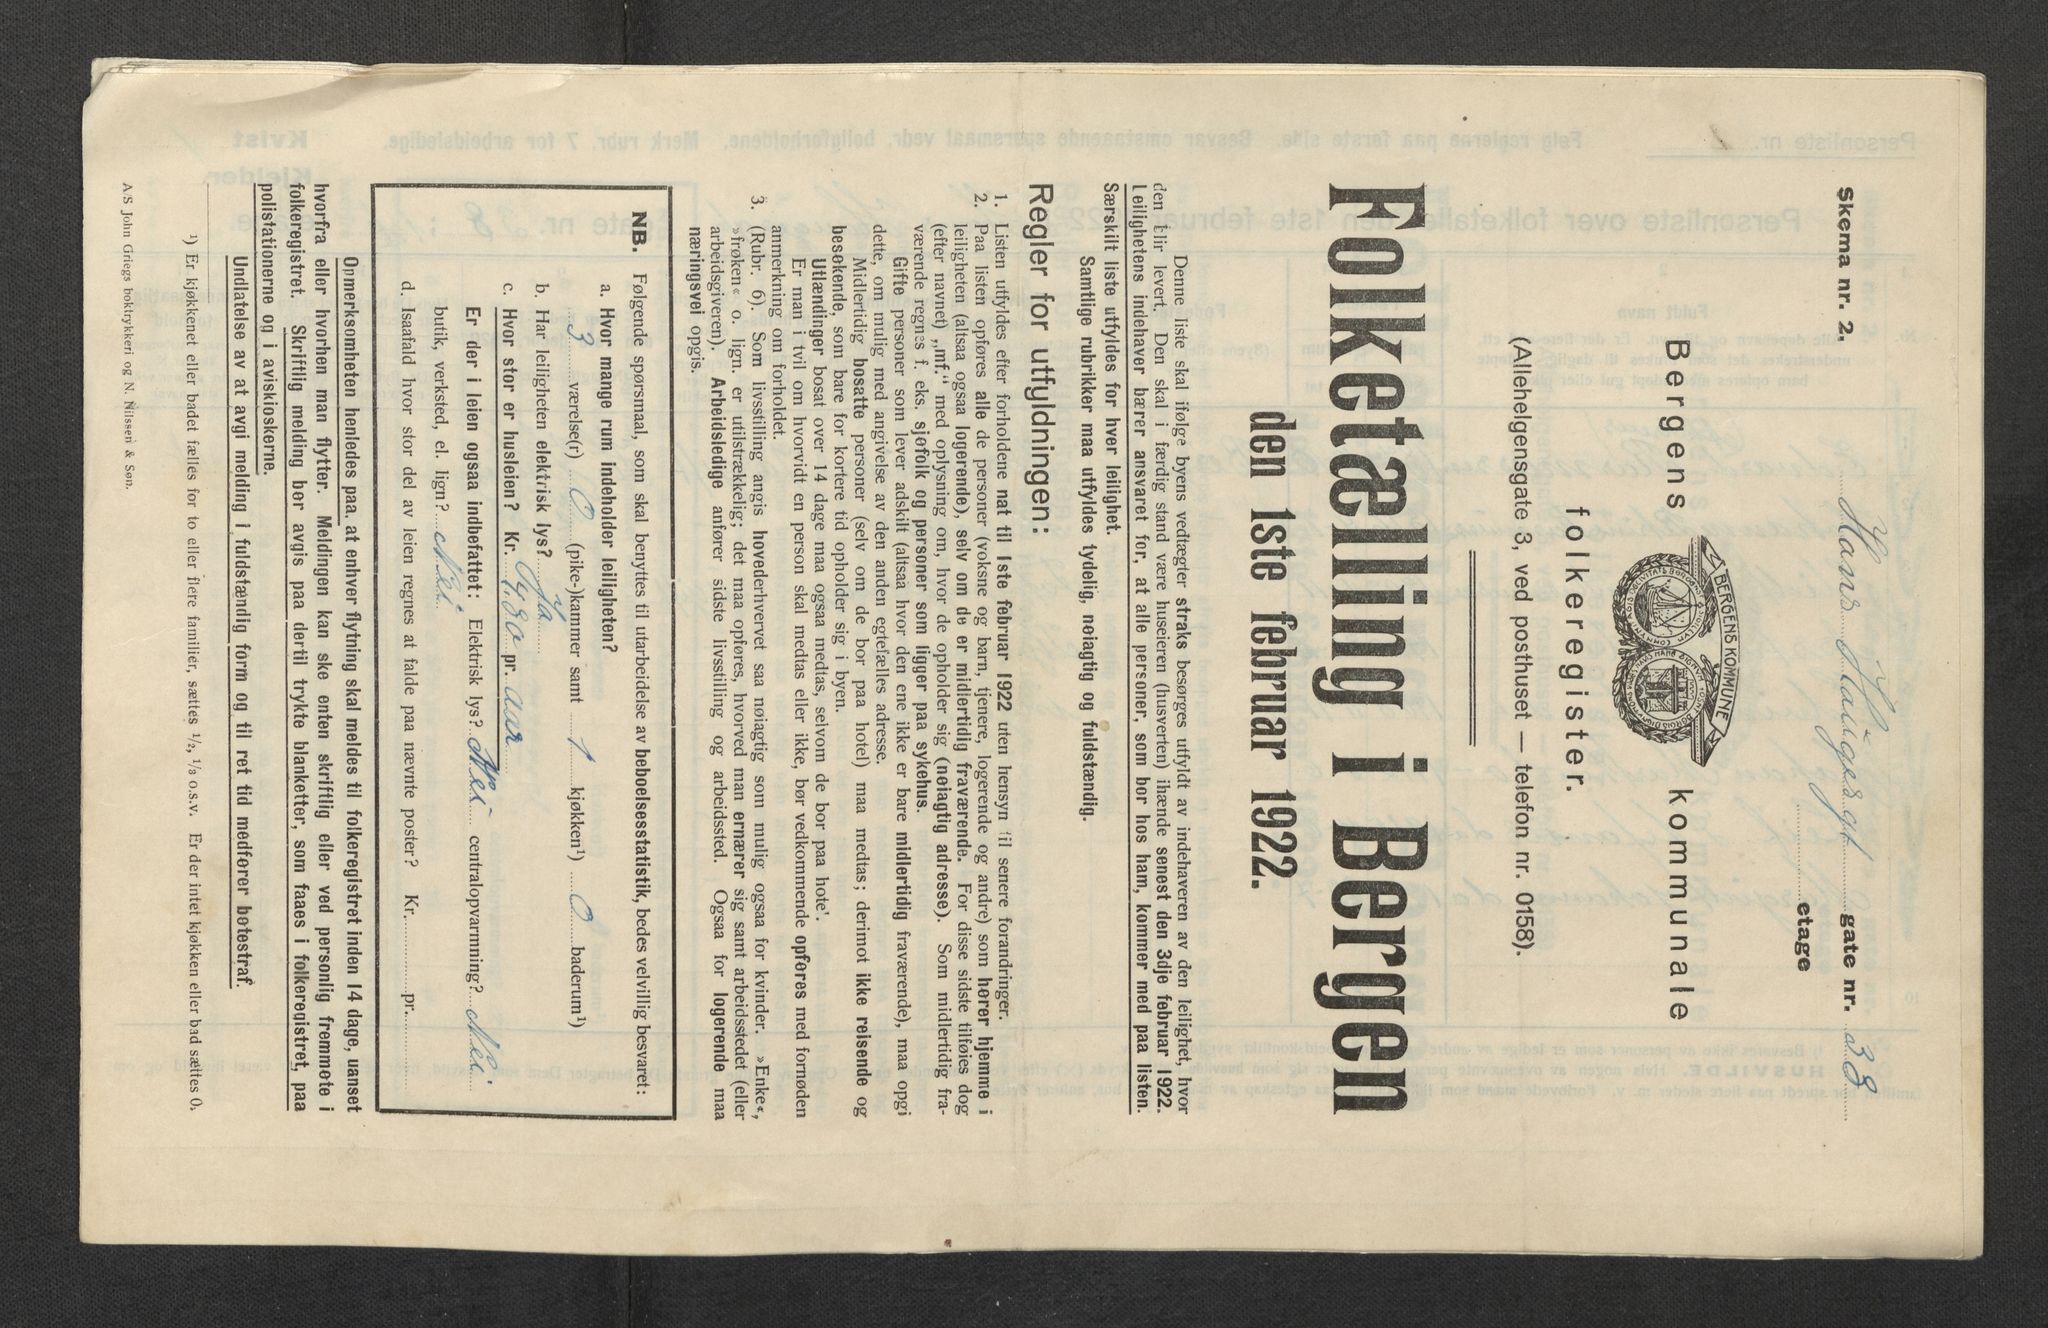 Skema nr. 2.
Hans Haugesgt gate nr. 38
etage
BERGENS KOMMUNE
Bergens kommunale
folkeregister.
(Allehelgensgate 3, ved posthuset — telefon nr. 0158).
Folketælling i Bergen
den 1ste februar 1922.
Denne liste skal ifølge byens vedtægter straks besørges utfyldt av indehaveren av den leilighet, hvor
den blir levert. Den skal i færdig stand være huseieren (husverten) ihænde senest den 3dje februar 1922.
Leilighetens indehaver bærer ansvaret for, at alle personer, som bor hos ham, kommer med paa listen.
Særskilt liste utfyldes for hver leilighet.
Samtlige rubrikker maa utfyldes tydelig, nøiagtig og fuldstændig.
Regler for utfyldningen:
1. Listen utfyldes efter forholdene nat til 1ste februar 1922 uten hensyn til senere forandringer.
2. Paa listen opføres alle de personer (voksne og barn, tjenere, logerende og andre) som hører hjemme i
leiligheten (altsaa ogsaa logerende), selv om de er midlertidig fraværende. For disse sidste tilføies dog
(efter navnet) „mf.“ med oplysning om, hvor de opholder sig (nøiagtig adresse). Som midlertidig fra-
værende regnes f. eks. sjøfolk og personer som ligger paa sykehus.
Gifte personer som lever adskilt (altsaa hvor den ene ikke er bare midlertidig fraværende), maa opgi
dette, om mulig med angivelse av den anden egtefælles adresse.
Midlertidig bosatte personer (selv om de bor paa hotel) maa medtas; derimot ikke reisende og
besøkende, som bare for kortere tid opholder sig i byen.
Utlændinger bosat over 14 dage maa ogsaa medtas, selvom de bor paa hotel.
Er man i tvil om hvorvidt en person skal medtas eller ikke, bør vedkommende opføres med fornøden
anmerkning om forholdet.
3. (Rubr. 6). Som livsstilling angis hovederhvervet saa nøiagtig som mulig ogsaa for kvinder. »Enke«,
»frøken« o. lign. er utilstrækkelig; det maa opføres, hvorved man ernærer sig samt arbeidsstedet (eller
arbeidsgiveren). Arbeidsledige anfører sidste livsstilling og arbeidssted. Ogsaa for logerende maa
næringsvei opgis.
NB. Følgende spørsmaal, som skal benyttes til utarbeidelse av beboelsesstatistik, bedes velvillig besvaret:
a. Hvor mange rum indeholder leiligheten?
3 værelse(r) 0 (pike-)kammer samt 1 kjøkken¹) 0 baderum¹)
b. Har leiligheten elektrisk lys? Ja
c. Hvor stor er husleien? Kr. 480 pr. aar
Er der i leien ogsaa indbefattet: Elektrisk lys? Nei centralopvarmning? Nei
butik, verksted, el. lign? Nei
d. Isaafald hvor stor del av leien regnes at falde paa nævnte poster? Kr. pr.
Opmerksomheten henledes paa, at enhver flytning skal meldes til folkeregistret inden 14 dage, uanset
hvorfra eller hvorhen man flytter. Meldingen kan ske enten skriftlig eller ved personlig fremmøte i
folkeregistret. Skriftlig melding bør avgis paa dertil trykte blanketter, som faaes i folkeregistret, paa
polistationerne og i aviskioskerne.
Undlatelse av at avgi melding i fuldstændig form og til ret tid medfører bøtestraf.
¹) Er kjøkkenet eller badet fælles for to eller flere familier, sættes ½, ⅓ o.s.v. Er der intet kjøkken eller bad sættes 0.
A/S John Griegs boktrykkeri og N. Nilssen & Søn.